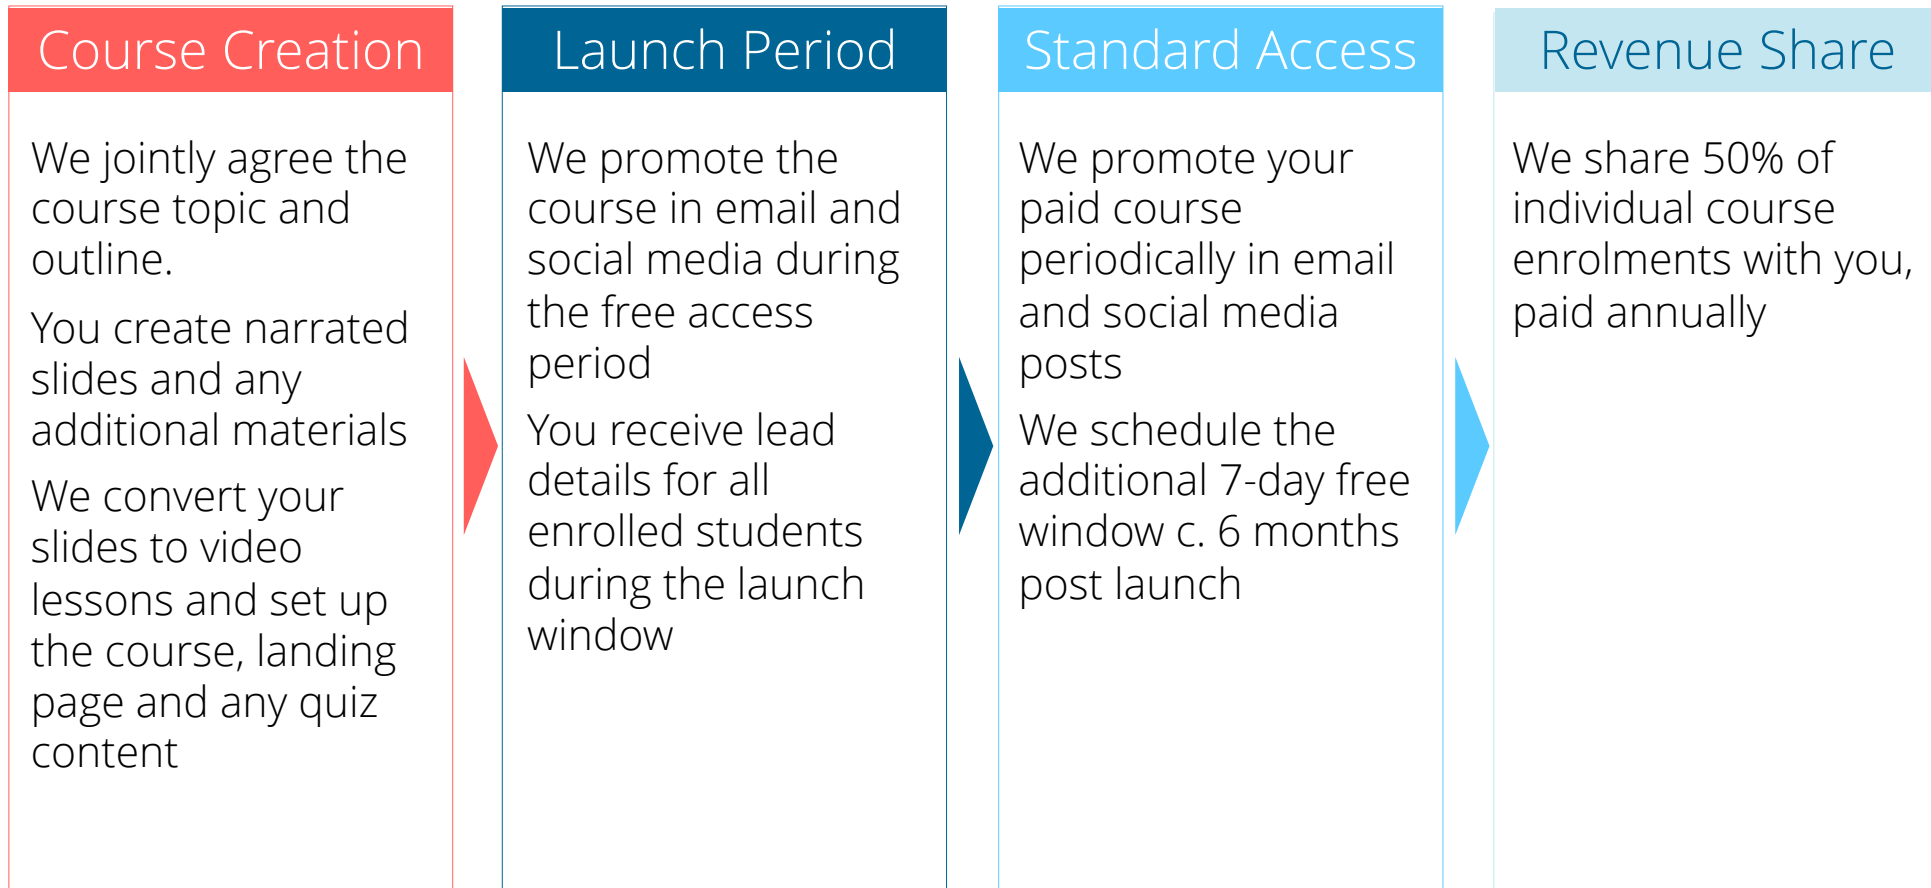 Course Creation
We jointly agree the
course topic and
outline.
You create narrated
slides and any
additional materials
We convert your
slides to video
lessons and set up
the course, landing
page and any quiz
content
Launch Period
We promote the
course in email and
social media during
the free access
period
You receive lead
details for all
enrolled students
during the launch
window
Standard Access
We promote your
paid course
periodically in email
and social media
posts
We schedule the
additional 7-day free
window c. 6 months
post launch
Revenue Share
We share 50% of
individual course
enrolments with you,
paid annually